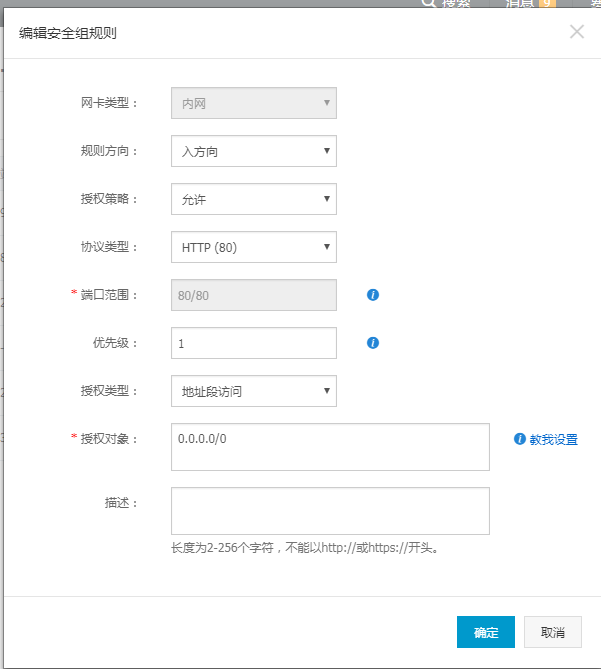 搜索 消息 9
编辑安全组规则
网卡类型： 内网
规则方向： 入方向
授权策略： 允许
协议类型： HTTP (80)
* 端口范围： 80/80
优先级： 1
授权类型： 地址段访问
* 授权对象： 0.0.0.0/0 教我设置
描述：
长度为2-256个字符，不能以http://或https://开头。
确定 取消